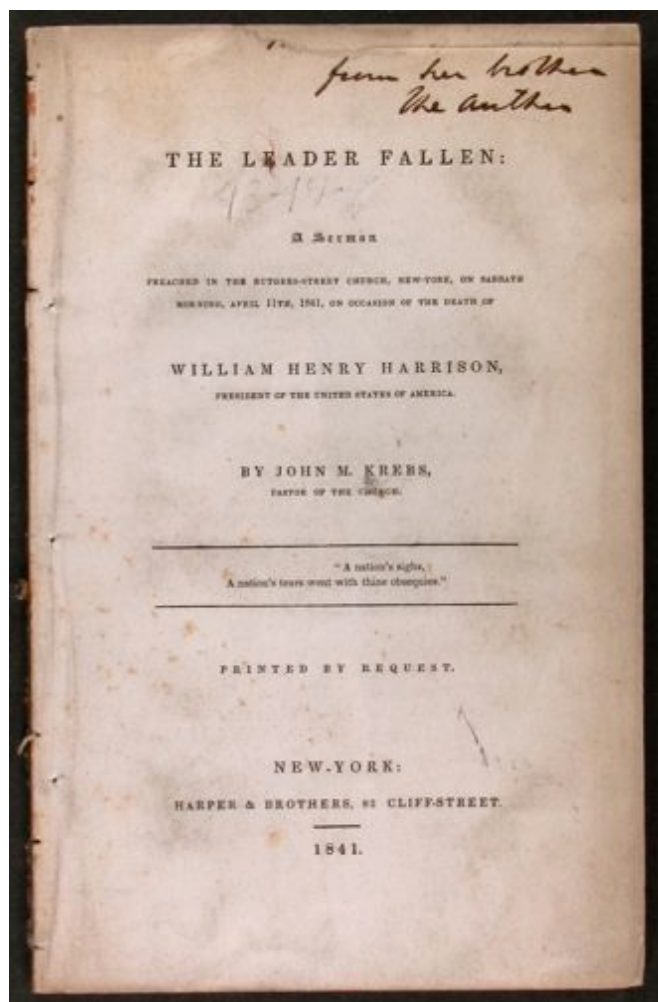 from her brother
the author
THE LEADER FALLEN:
A Sermon
PREACHED IN THE RUTGERS-STREET CHURCH, NEW-YORK, ON SABBATH
MORNING, APRIL 11TH, 1841, ON OCCASION OF THE DEATH OF
WILLIAM HENRY HARRISON,
PRESIDENT OF THE UNITED STATES OF AMERICA.
BY JOHN M. KREBS,
PASTOR OF THE CHURCH.
"A nation's sighs,
A nation's tears went with thine obsequies."
PRINTED BY REQUEST.
NEW-YORK:
HARPER & BROTHERS, 82 CLIFF-STREET.
1841.